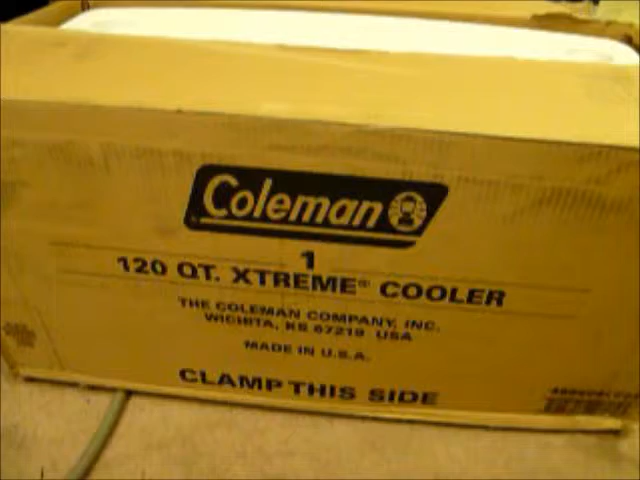 Coleman
1
120 QT. XTREME® COOLER
THE COLEMAN COMPANY, INC.
WICHITA, KS 67219 USA
MADE IN U.S.A.
CLAMP THIS SIDE